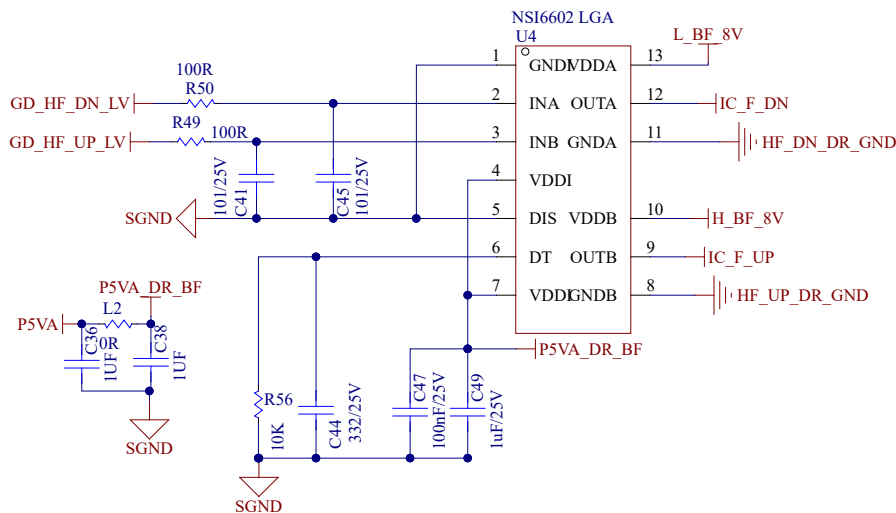 NSI6602 LGA
U4
L_BF_8V
1
GNDI
VDDA
13
100R
R50
GD_HF_DN_LV
2
INA
OUTA
12
IC_F_DN
R49
100R
GD_HF_UP_LV
3
INB
GNDA
11
HF_DN_DR_GND
4
VDDI
101/25V
C41
101/25V
C45
SGND
5
DIS
VDDB
10
H_BF_8V
6
DT
OUTB
9
IC_F_UP
7
VDDI
GNDB
8
HF_UP_DR_GND
P5VA_DR_BF
L2
P5VA
0R
C36
1UF
C38
1UF
SGND
P5VA_DR_BF
R56
10K
C44
332/25V
C47
100nF/25V
C49
1uF/25V
SGND